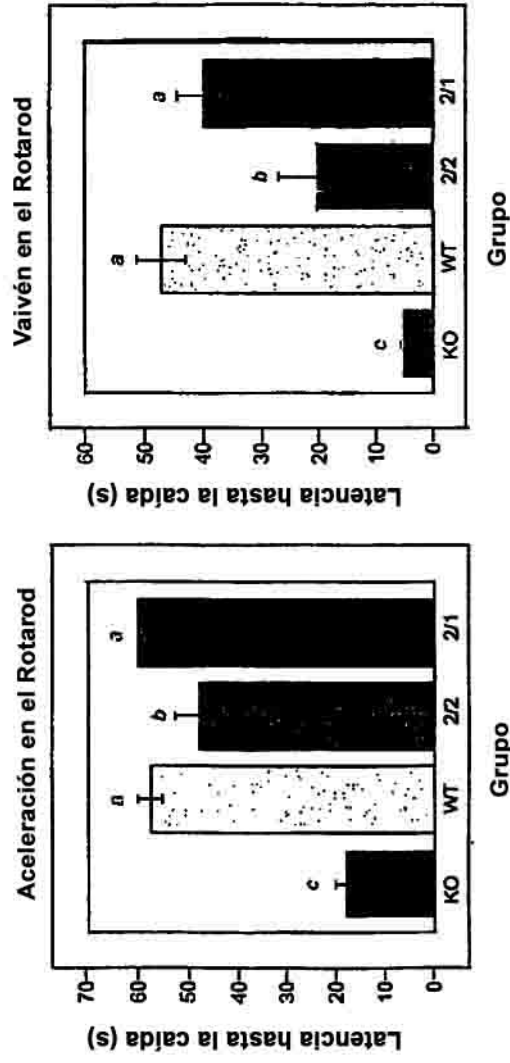 Aceleración en el Rotarod
Latencia hasta la caída (s)
70
60
50
40
30
20
10
0
c
n
b
a
KO
WT
2/2
2/1
Grupo
Vaivén en el Rotarod
Latencia hasta la caída (s)
60
50
40
30
20
10
0
c
a
b
a
KO
WT
2/2
2/1
Grupo